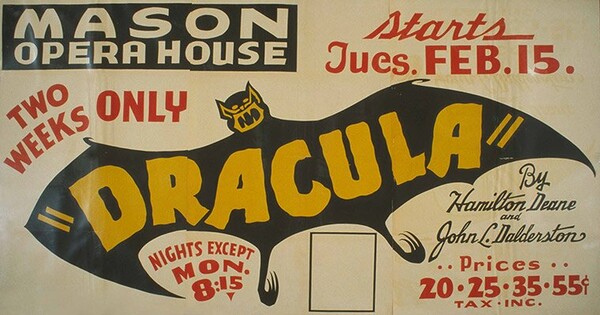 MASON
OPERA HOUSE
Starts
Tues. FEB. 15.
TWO
WEEKS ONLY
"DRACULA"
By
Hamilton Deane
and
John L. Dalderston
NIGHTS EXCEPT
MON.
8:15
·· Prices ··
20·25·35·55¢
TAX·INC.